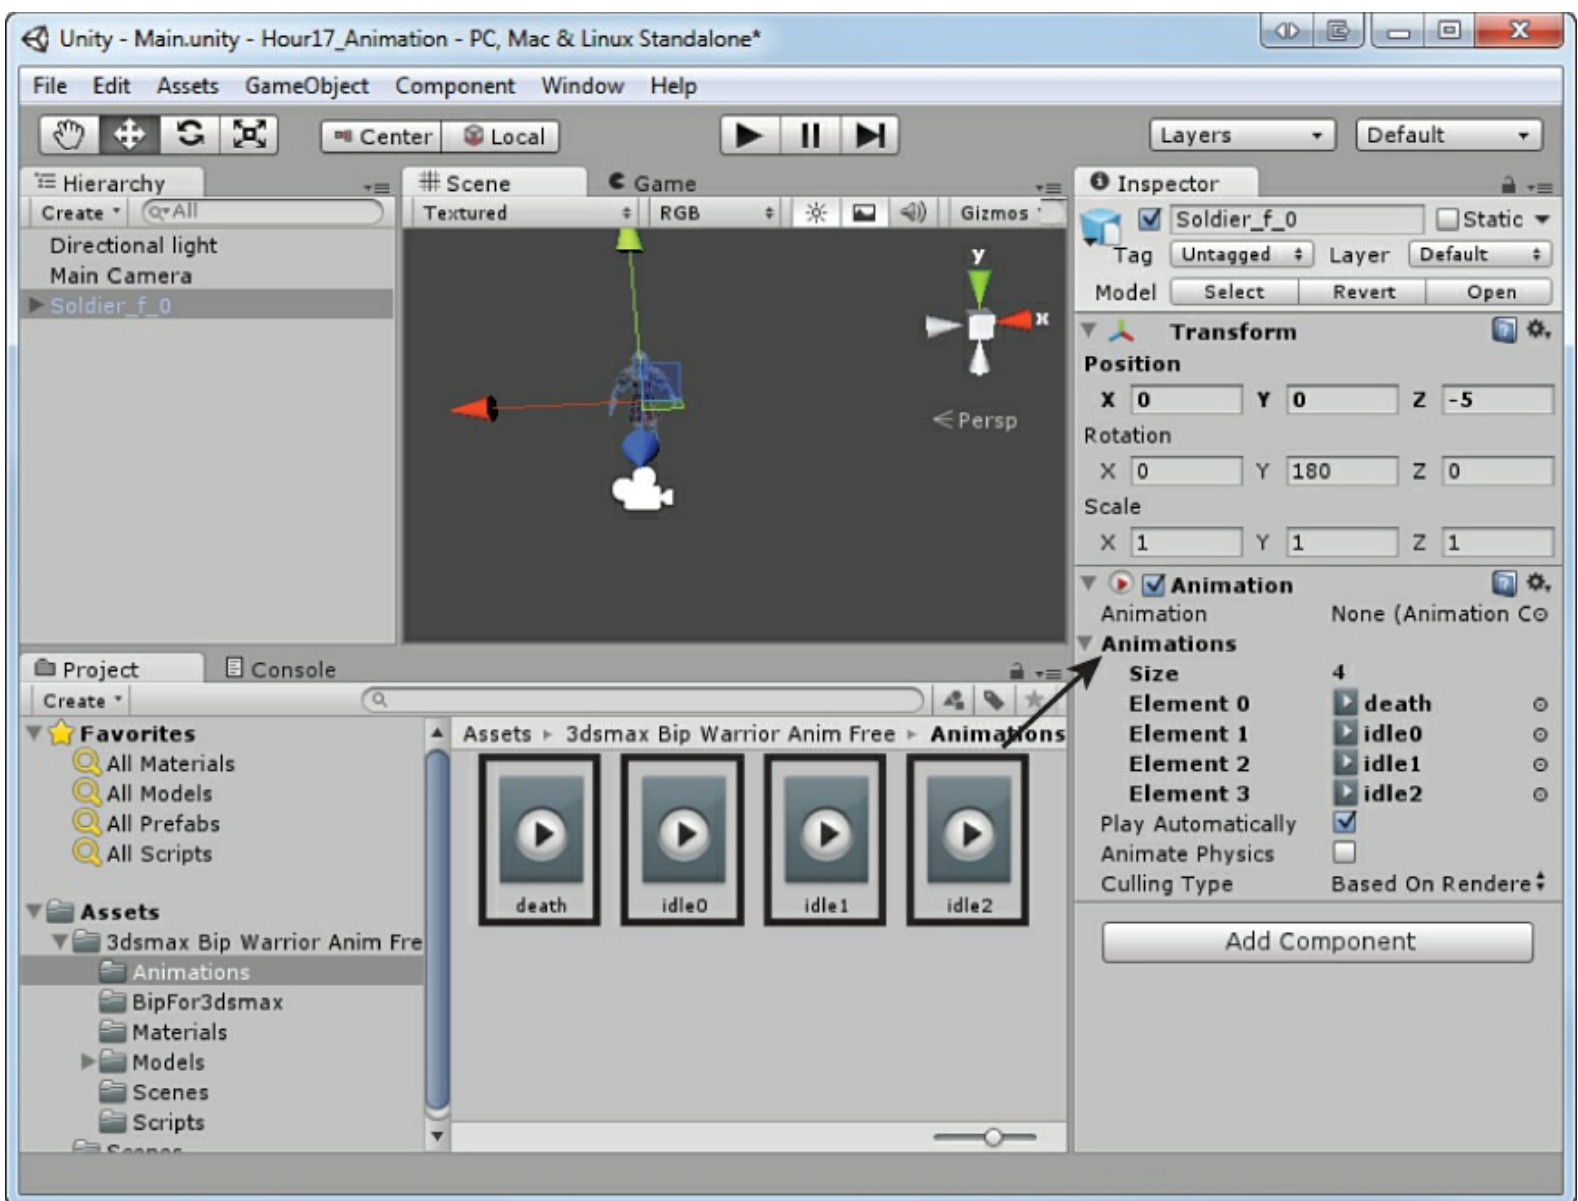 Unity - Main.unity - Hour17_Animation - PC, Mac & Linux Standalone*
File Edit Assets GameObject Component Window Help
Center Local Layers Default
Hierarchy
Create All
Directional light
Main Camera
Soldier_f_0
Scene Game
Textured RGB Gizmos
y
x
Persp
Inspector
Soldier_f_0 Static
Tag Untagged Layer Default
Model Select Revert Open
Transform
Position
X 0 Y 0 Z -5
Rotation
X 0 Y 180 Z 0
Scale
X 1 Y 1 Z 1
Animation
Animation None (Animation C
Animations
Size 4
Element 0 death
Element 1 idle0
Element 2 idle1
Element 3 idle2
Play Automatically
Animate Physics
Culling Type Based On Rendere
Add Component
Project Console
Create
Favorites
All Materials
All Models
All Prefabs
All Scripts
Assets
3dsmax Bip Warrior Anim Fre
Animations
BipFor3dsmax
Materials
Models
Scenes
Scripts
Scenes
Assets 3dsmax Bip Warrior Anim Free Animations
death idle0 idle1 idle2